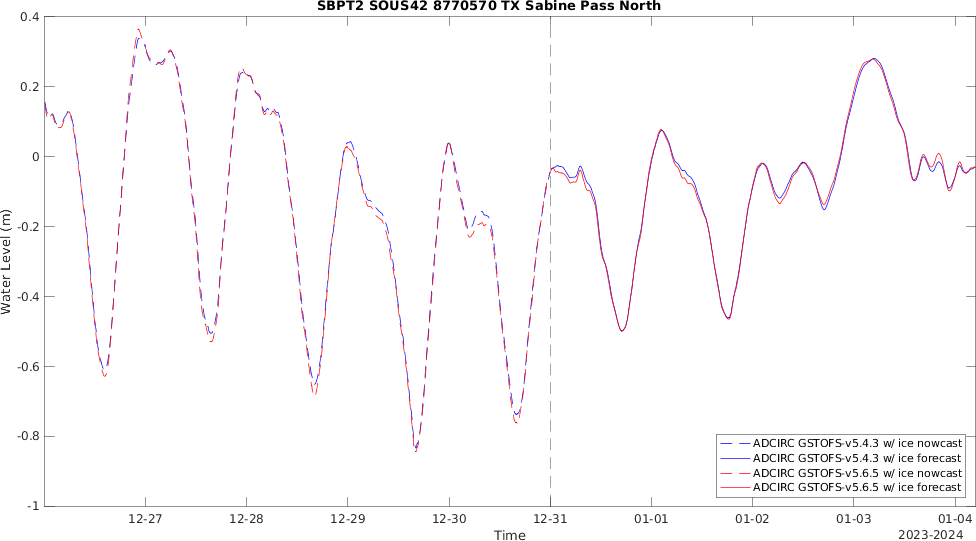 SBPT2 SOUS42 8770570 TX Sabine Pass North
0.4
0.2
0
-0.2
-0.4
-0.6
-0.8
-1
Water Level (m)
ADCIRC GSTOFS-v5.4.3 w/ ice nowcast
ADCIRC GSTOFS-v5.4.3 w/ ice forecast
ADCIRC GSTOFS-v5.6.5 w/ ice nowcast
ADCIRC GSTOFS-v5.6.5 w/ ice forecast
12-27 12-28 12-29 12-30 12-31 01-01 01-02 01-03 01-04
Time
2023-2024